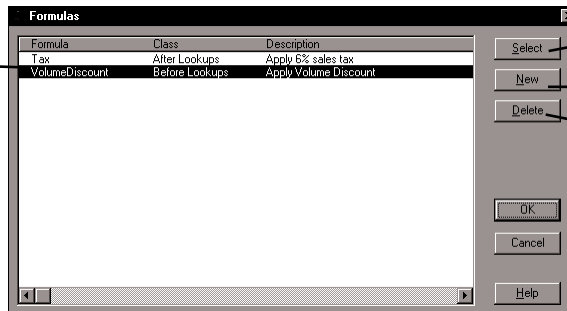 Formulas
Formula Class Description
Tax After Lookups Apply 6% sales tax
VolumeDiscount Before Lookups Apply Volume Discount
Select
New
Delete
OK
Cancel
Help